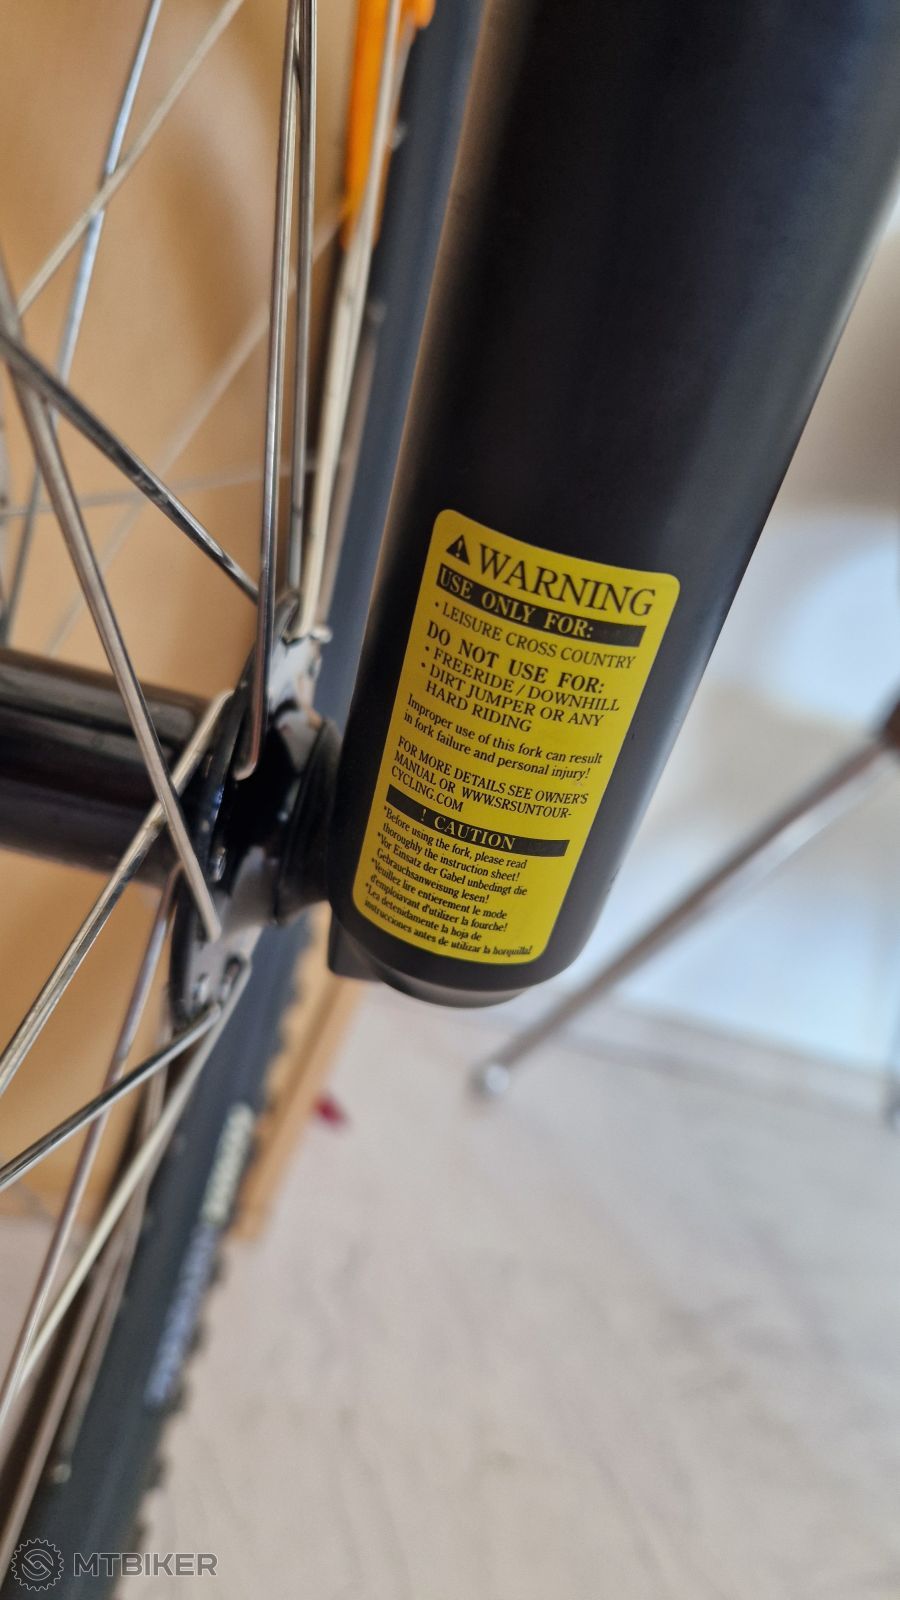 WARNING
USE ONLY FOR:
• LEISURE CROSS COUNTRY
DO NOT USE FOR:
• FREERIDE / DOWNHILL
• DIRT JUMPER OR ANY
HARD RIDING
Improper use of this fork can result
in fork failure and personal injury!
FOR MORE DETAILS SEE OWNER'S
MANUAL OR WWW.SRSUNTOUR-
CYCLING.COM
! CAUTION
*Before using the fork, please read
thoroughly the instruction sheet!
*Vor Einsatz der Gabel unbedingt die
Gebrauchsanweisung lesen!
*Veuillez lire entierement le mode
d'emploiavant d'utilizer la fourche!
*Lea detenidamente la hoja de
instrucciones antes de utilizar la horquilla!
MTBIKER